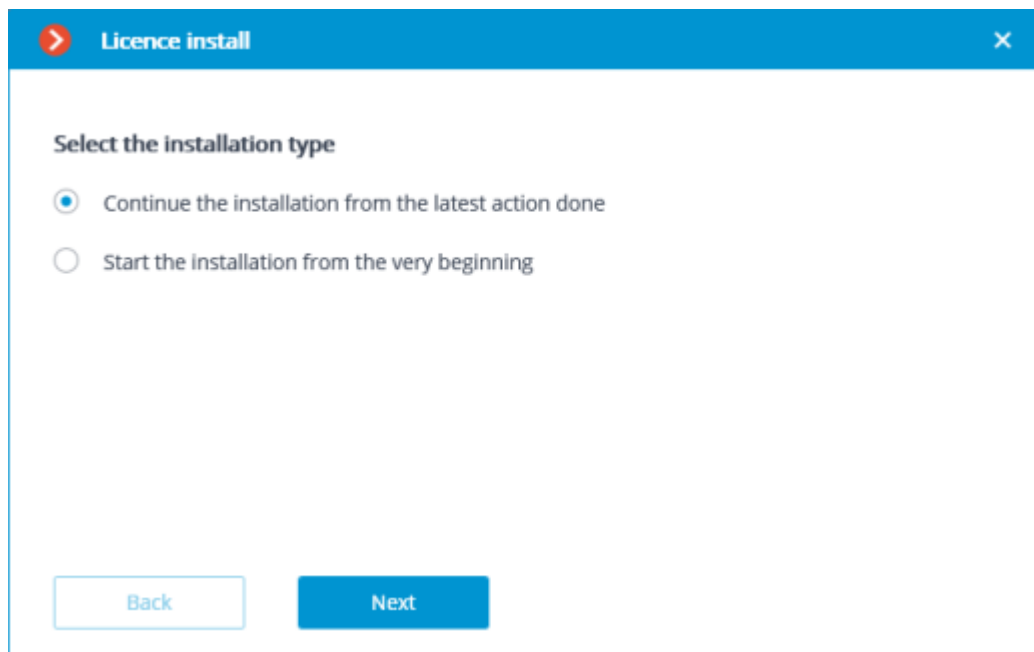 Licence install
Select the installation type
Continue the installation from the latest action done
Start the installation from the very beginning
Back
Next